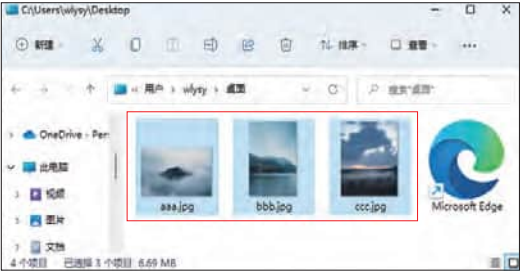 C:\Users\wlysy\Desktop
新建
排序
查看
用户 › wlysy › 桌面
搜索"桌面"
OneDrive - Per
此电脑
视频
图片
文档
aaa.jpg
bbb.jpg
ccc.jpg
Microsoft Edge
4 个项目 已选择 3 个项目 6.69 MB